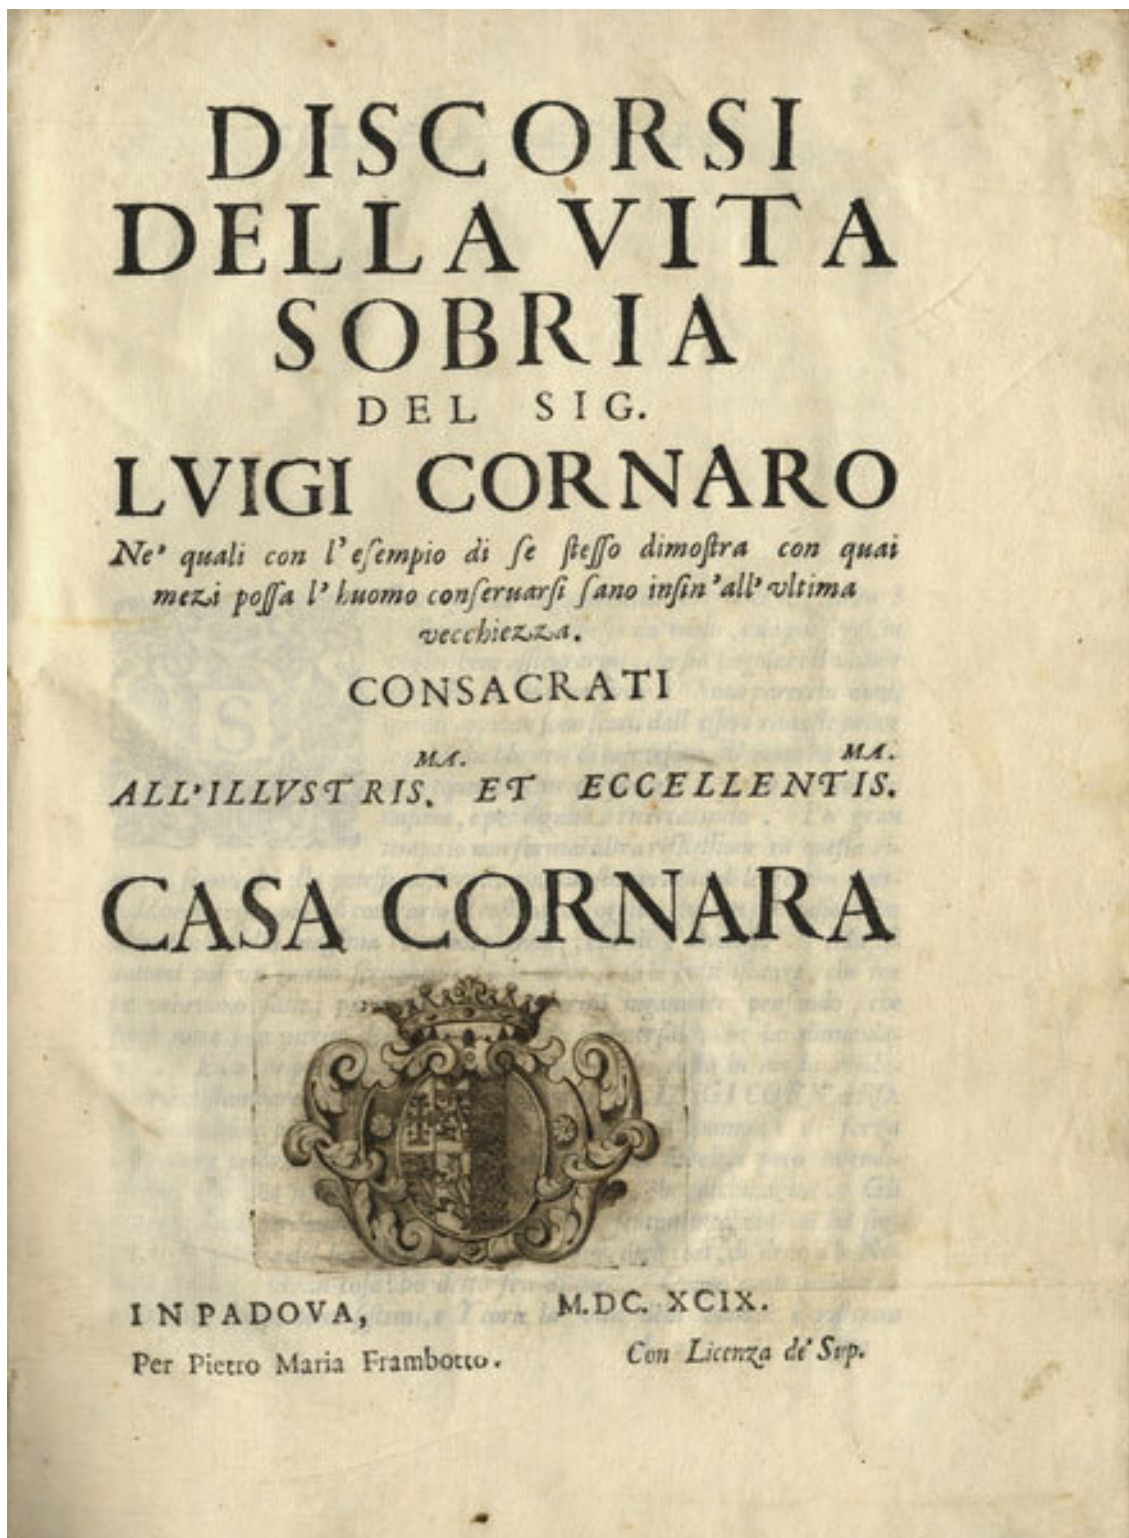 DISCORSI
DELLA VITA
SOBRIA
DEL SIG.
LVIGI CORNARO
Ne' quali con l'eſempio di ſe ſteſſo dimoſtra con quai
mezi poſſa l'huomo conſeruarſi ſano inſin'all'vltima
vecchiezza.
CONSACRATI
MA. MA.
ALL'ILLVSTRIS. ET ECCELLENTIS.
CASA CORNARA
IN PADOVA, M.DC. XCIX.
Per Pietro Maria Frambotto. Con Licenza de' Sup.